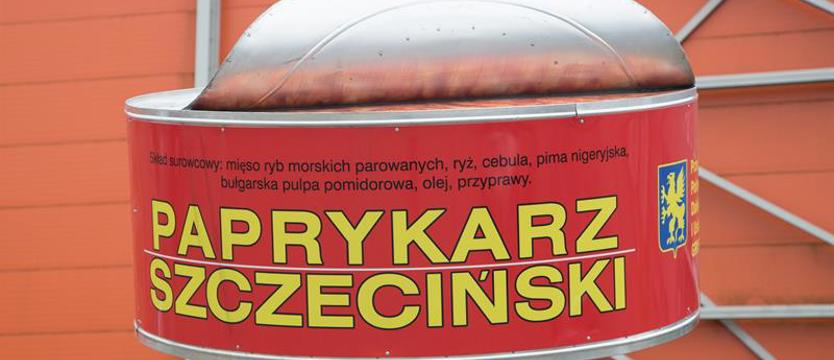 Skład surowcowy: mięso ryb morskich parowanych, ryż, cebula, pima nigeryjska,
bułgarska pulpa pomidorowa, olej, przyprawy.
PAPRYKARZ
SZCZECIŃSKI